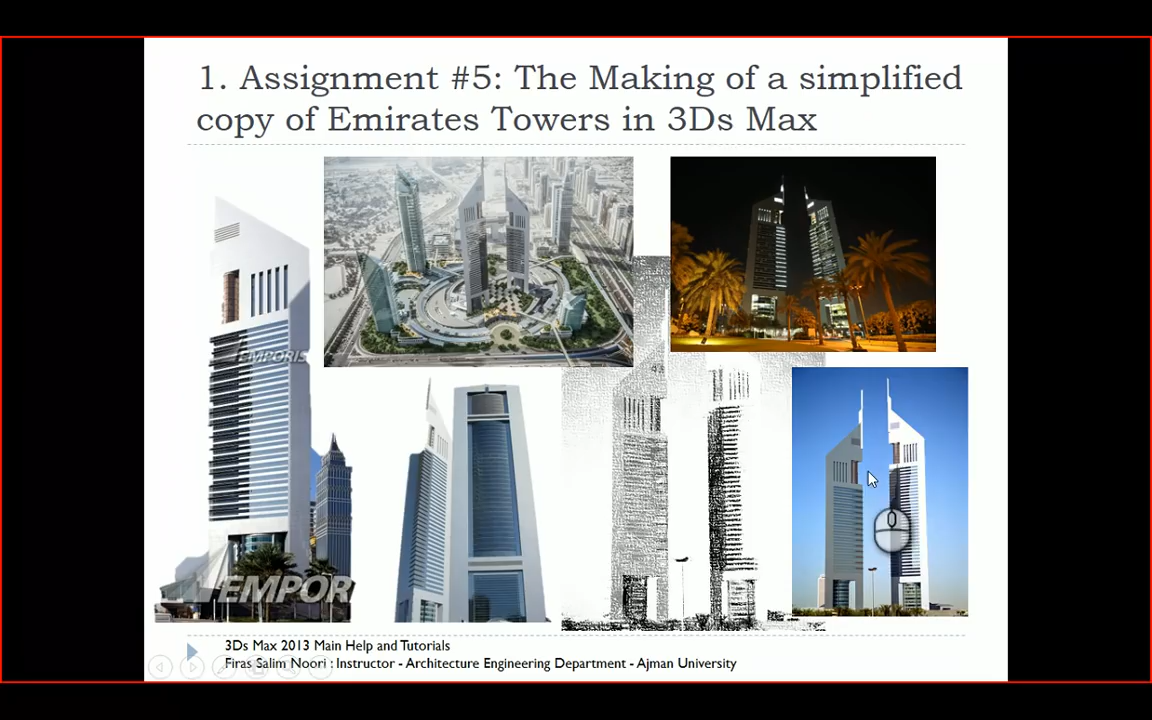 1. Assignment #5: The Making of a simplified
copy of Emirates Towers in 3Ds Max
EMPORIS
EMPOR
3Ds Max 2013 Main Help and Tutorials
Firas Salim Noori : Instructor - Architecture Engineering Department - Ajman University